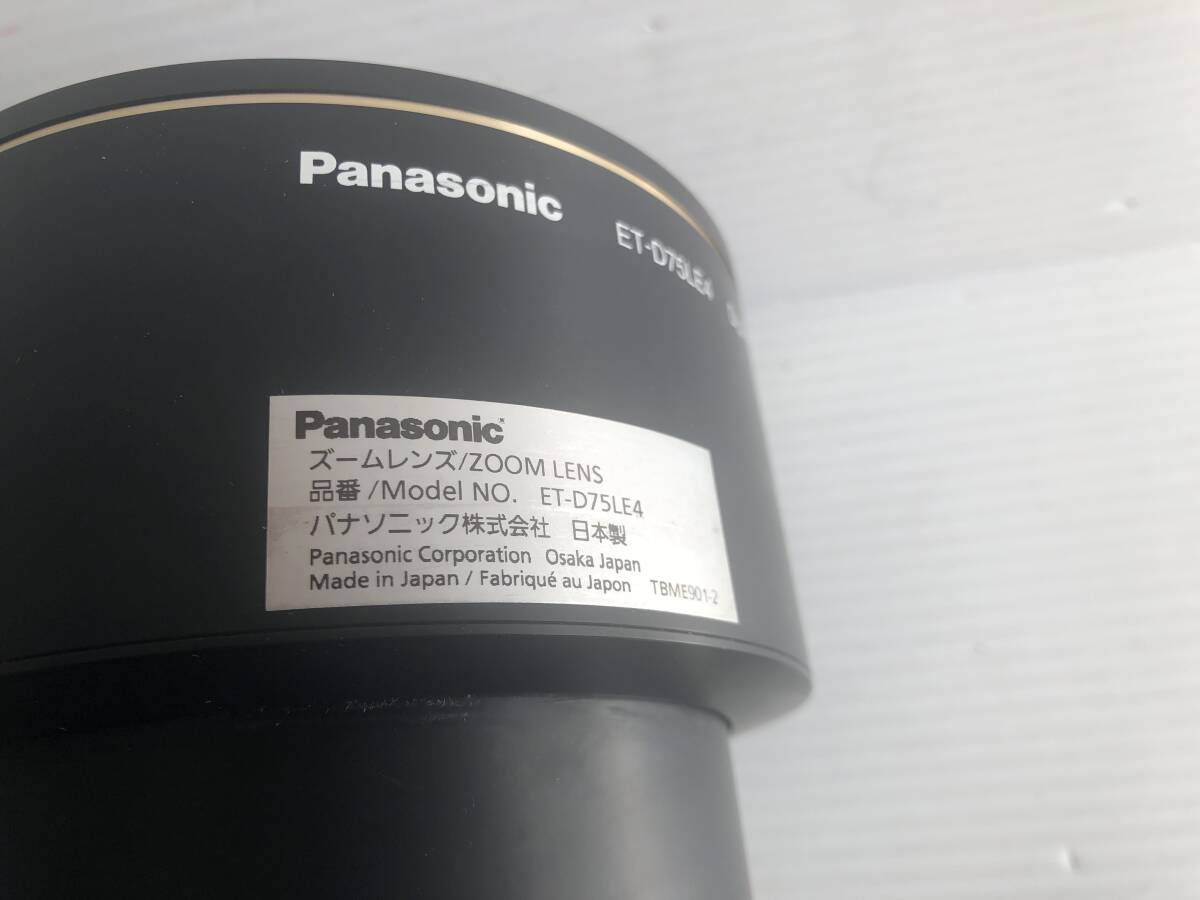 Panasonic ET-D75LE4
Panasonic
ズームレンズ/ZOOM LENS
品番 /Model NO. ET-D75LE4
パナソニック株式会社 日本製
Panasonic Corporation Osaka Japan
Made in Japan / Fabriqué au Japon TBME901-2